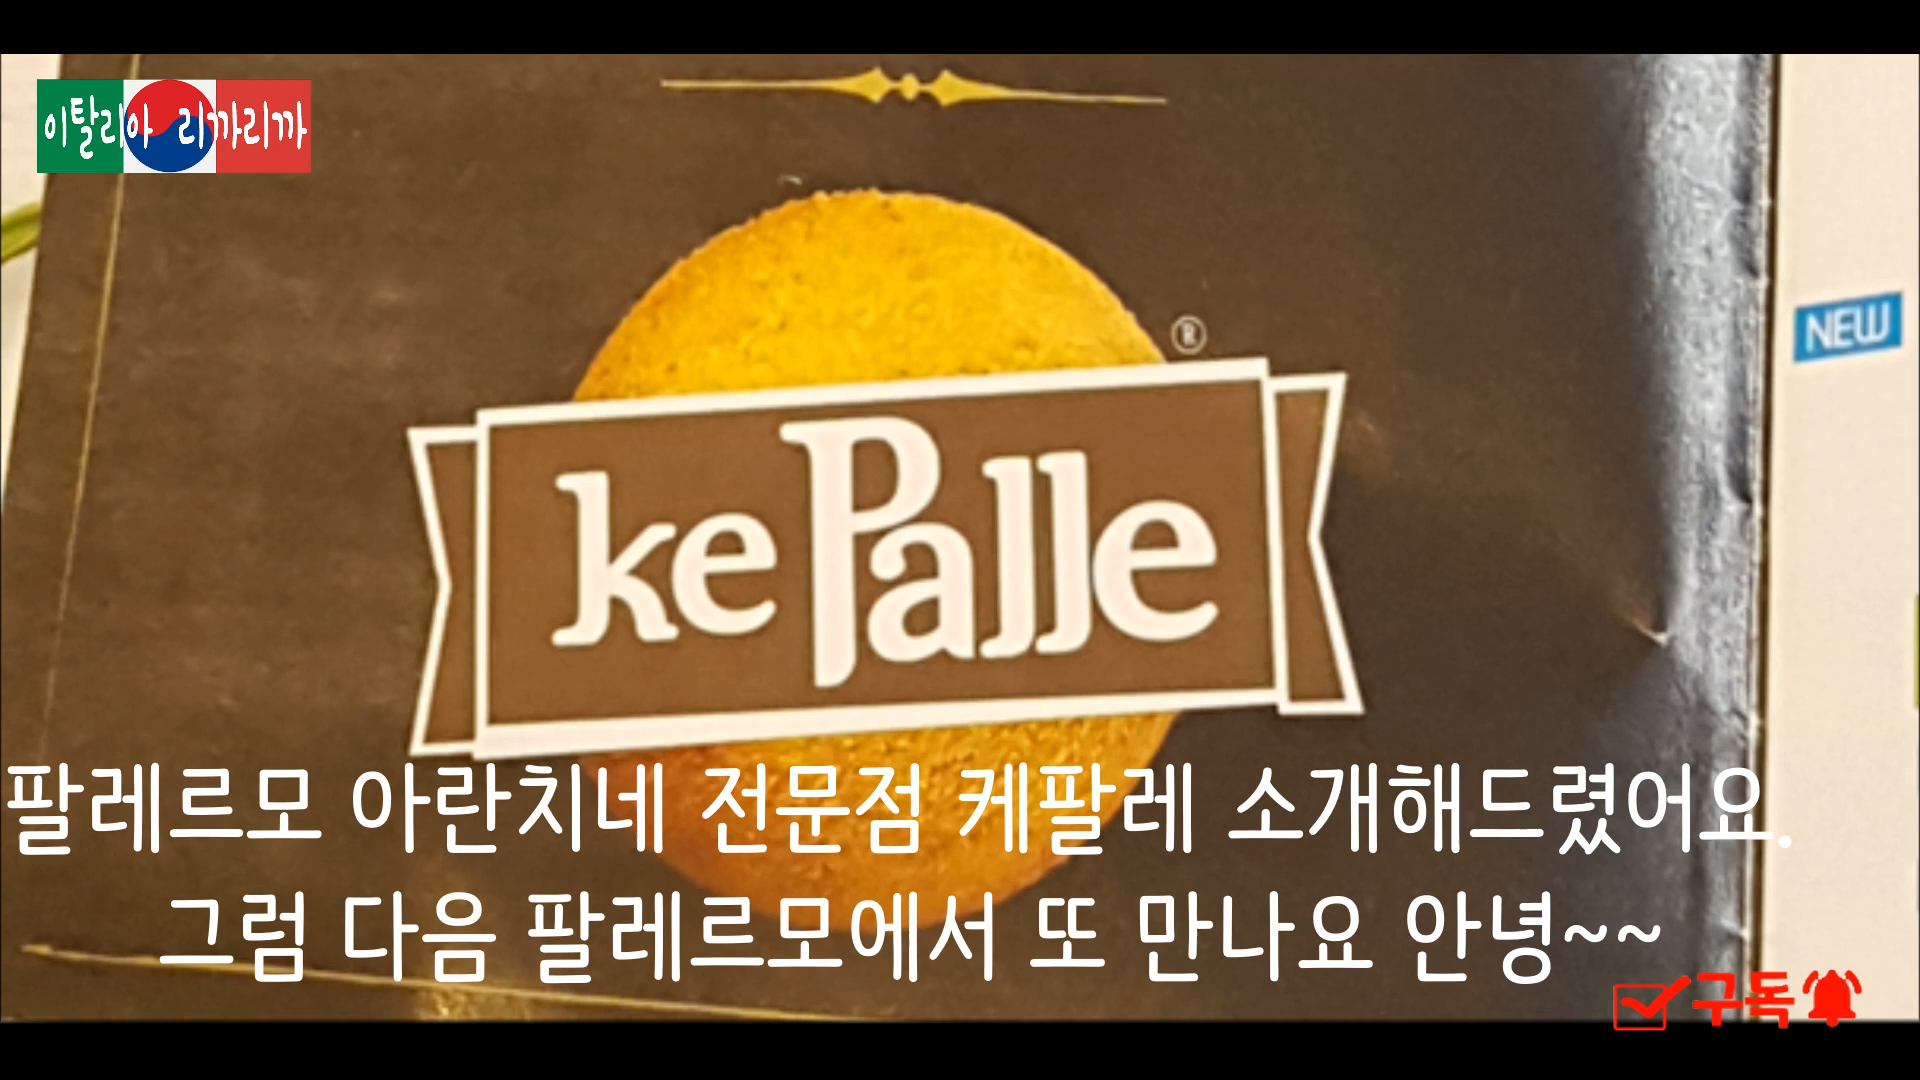 이탈리아 리까리까
®
NEW
ke Palle
팔레르모 아란치네 전문점 케팔레 소개해드렸어요.
그럼 다음 팔레르모에서 또 만나요 안녕~~
구독